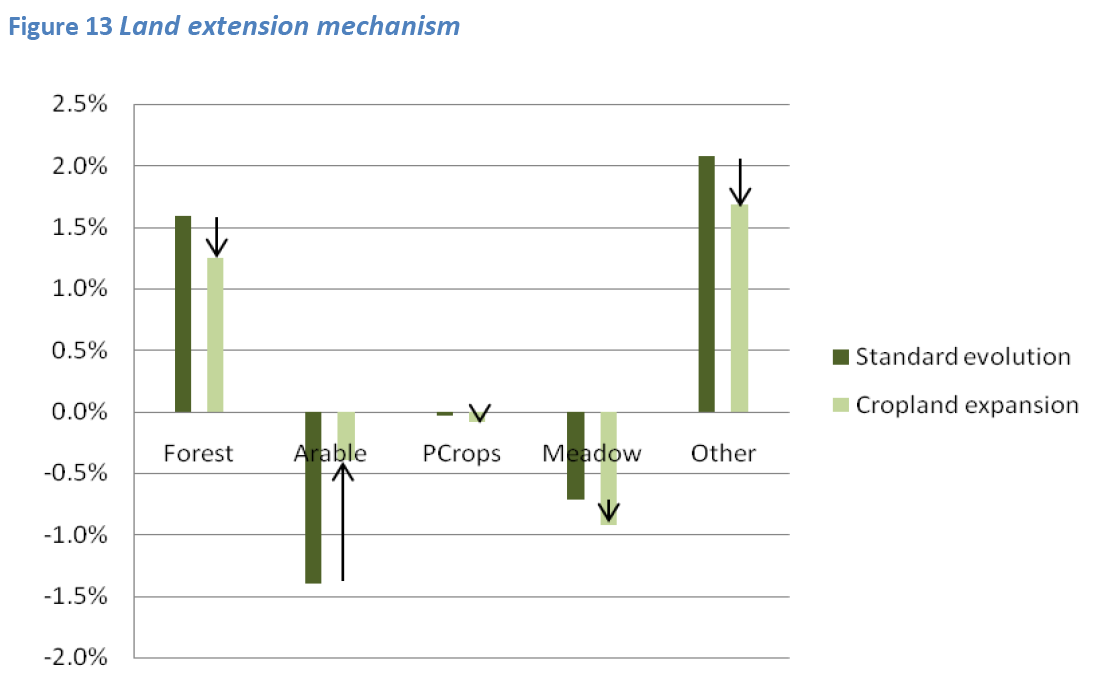 Figure 13 Land extension mechanism
2.5%
2.0%
1.5%
1.0%
0.5%
0.0%
-0.5%
-1.0%
-1.5%
-2.0%
Forest
Arable
PCrops
Meadow
Other
Standard evolution
Cropland expansion